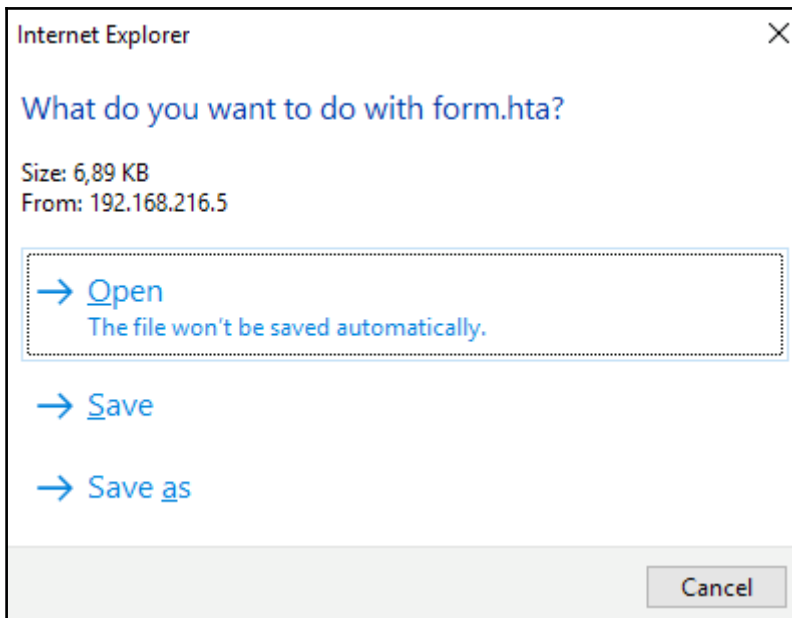 Internet Explorer
What do you want to do with form.hta?
Size: 6,89 KB
From: 192.168.216.5
Open
The file won't be saved automatically.
Save
Save as
Cancel